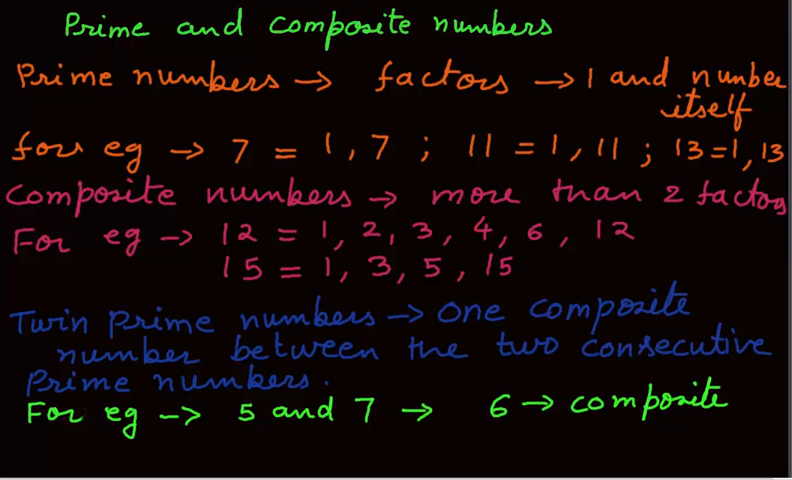 Prime and composite numbers
Prime numbers → factors → 1 and number
itself
for eg → 7 = 1, 7 ; 11 = 1, 11 ; 13 = 1, 13
Composite numbers → more than 2 factors
For eg → 12 = 1, 2, 3, 4, 6, 12
15 = 1, 3, 5, 15
Twin prime numbers → one composite
number between the two consecutive
Prime numbers.
For eg → 5 and 7 → 6 → composite